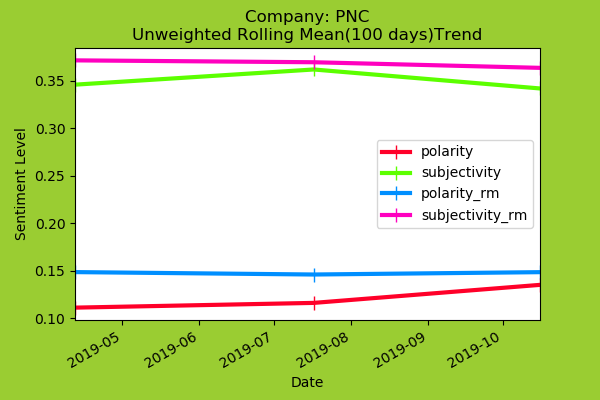 Company: PNC
Unweighted Rolling Mean(100 days)Trend
Sentiment Level
0.35
0.30
0.25
0.20
0.15
0.10
polarity
subjectivity
polarity_rm
subjectivity_rm
2019-05
2019-06
2019-07
2019-08
2019-09
2019-10
Date